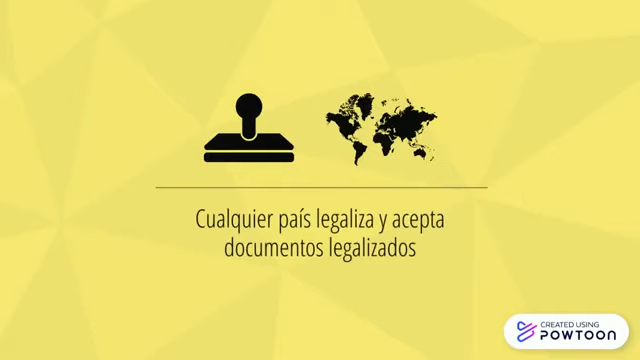 Cualquier país legaliza y acepta
documentos legalizados
CREATED USING
POWTOON